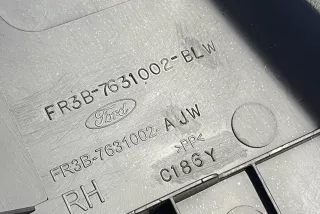 FR3B-7631002-BLW
Ford
FR3B-7631002-AJW
>PP<
C186Y
RH